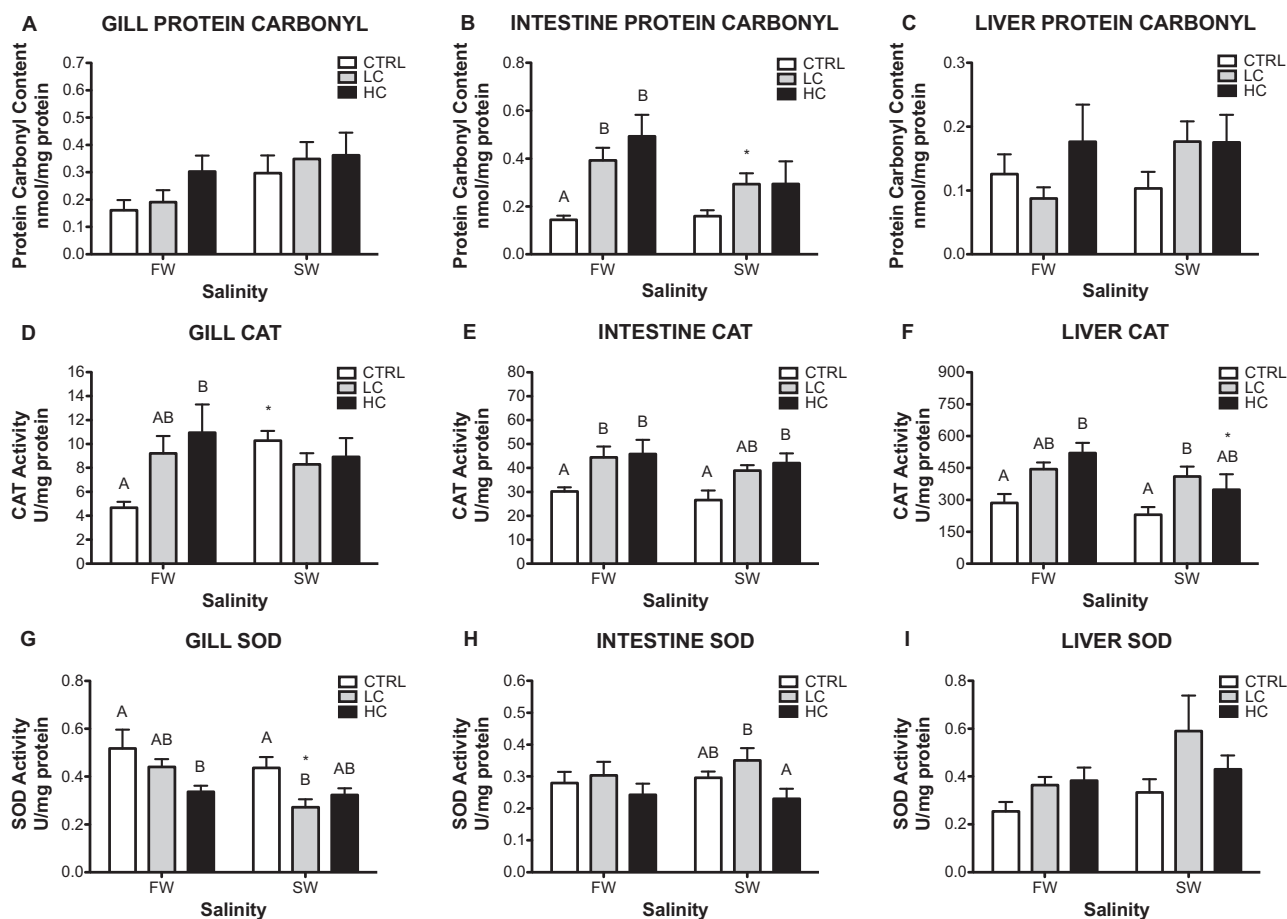 A GILL PROTEIN CARBONYL
Protein Carbonyl Content
nmol/mg protein
0.7
0.6
0.5
0.4
0.3
0.2
0.1
0.0
CTRL
LC
HC
FW SW
Salinity
B INTESTINE PROTEIN CARBONYL
Protein Carbonyl Content
nmol/mg protein
0.8
0.6
0.4
0.2
0.0
CTRL
LC
HC
A B B *
FW SW
Salinity
C LIVER PROTEIN CARBONYL
Protein Carbonyl Content
nmol/mg protein
0.3
0.2
0.1
0.0
CTRL
LC
HC
FW SW
Salinity
D GILL CAT
CAT Activity
U/mg protein
16
14
12
10
8
6
4
2
0
CTRL
LC
HC
A AB B *
FW SW
Salinity
E INTESTINE CAT
CAT Activity
U/mg protein
80
70
60
50
40
30
20
10
0
CTRL
LC
HC
A B B A AB B
FW SW
Salinity
F LIVER CAT
CAT Activity
U/mg protein
900
750
600
450
300
150
0
CTRL
LC
HC
*
A AB B A B AB
FW SW
Salinity
G GILL SOD
SOD Activity
U/mg protein
0.8
0.6
0.4
0.2
0.0
CTRL
LC
HC
*
A AB B A B AB
FW SW
Salinity
H INTESTINE SOD
SOD Activity
U/mg protein
0.6
0.5
0.4
0.3
0.2
0.1
0.0
CTRL
LC
HC
AB B A
FW SW
Salinity
I LIVER SOD
SOD Activity
U/mg protein
0.8
0.6
0.4
0.2
0.0
CTRL
LC
HC
FW SW
Salinity